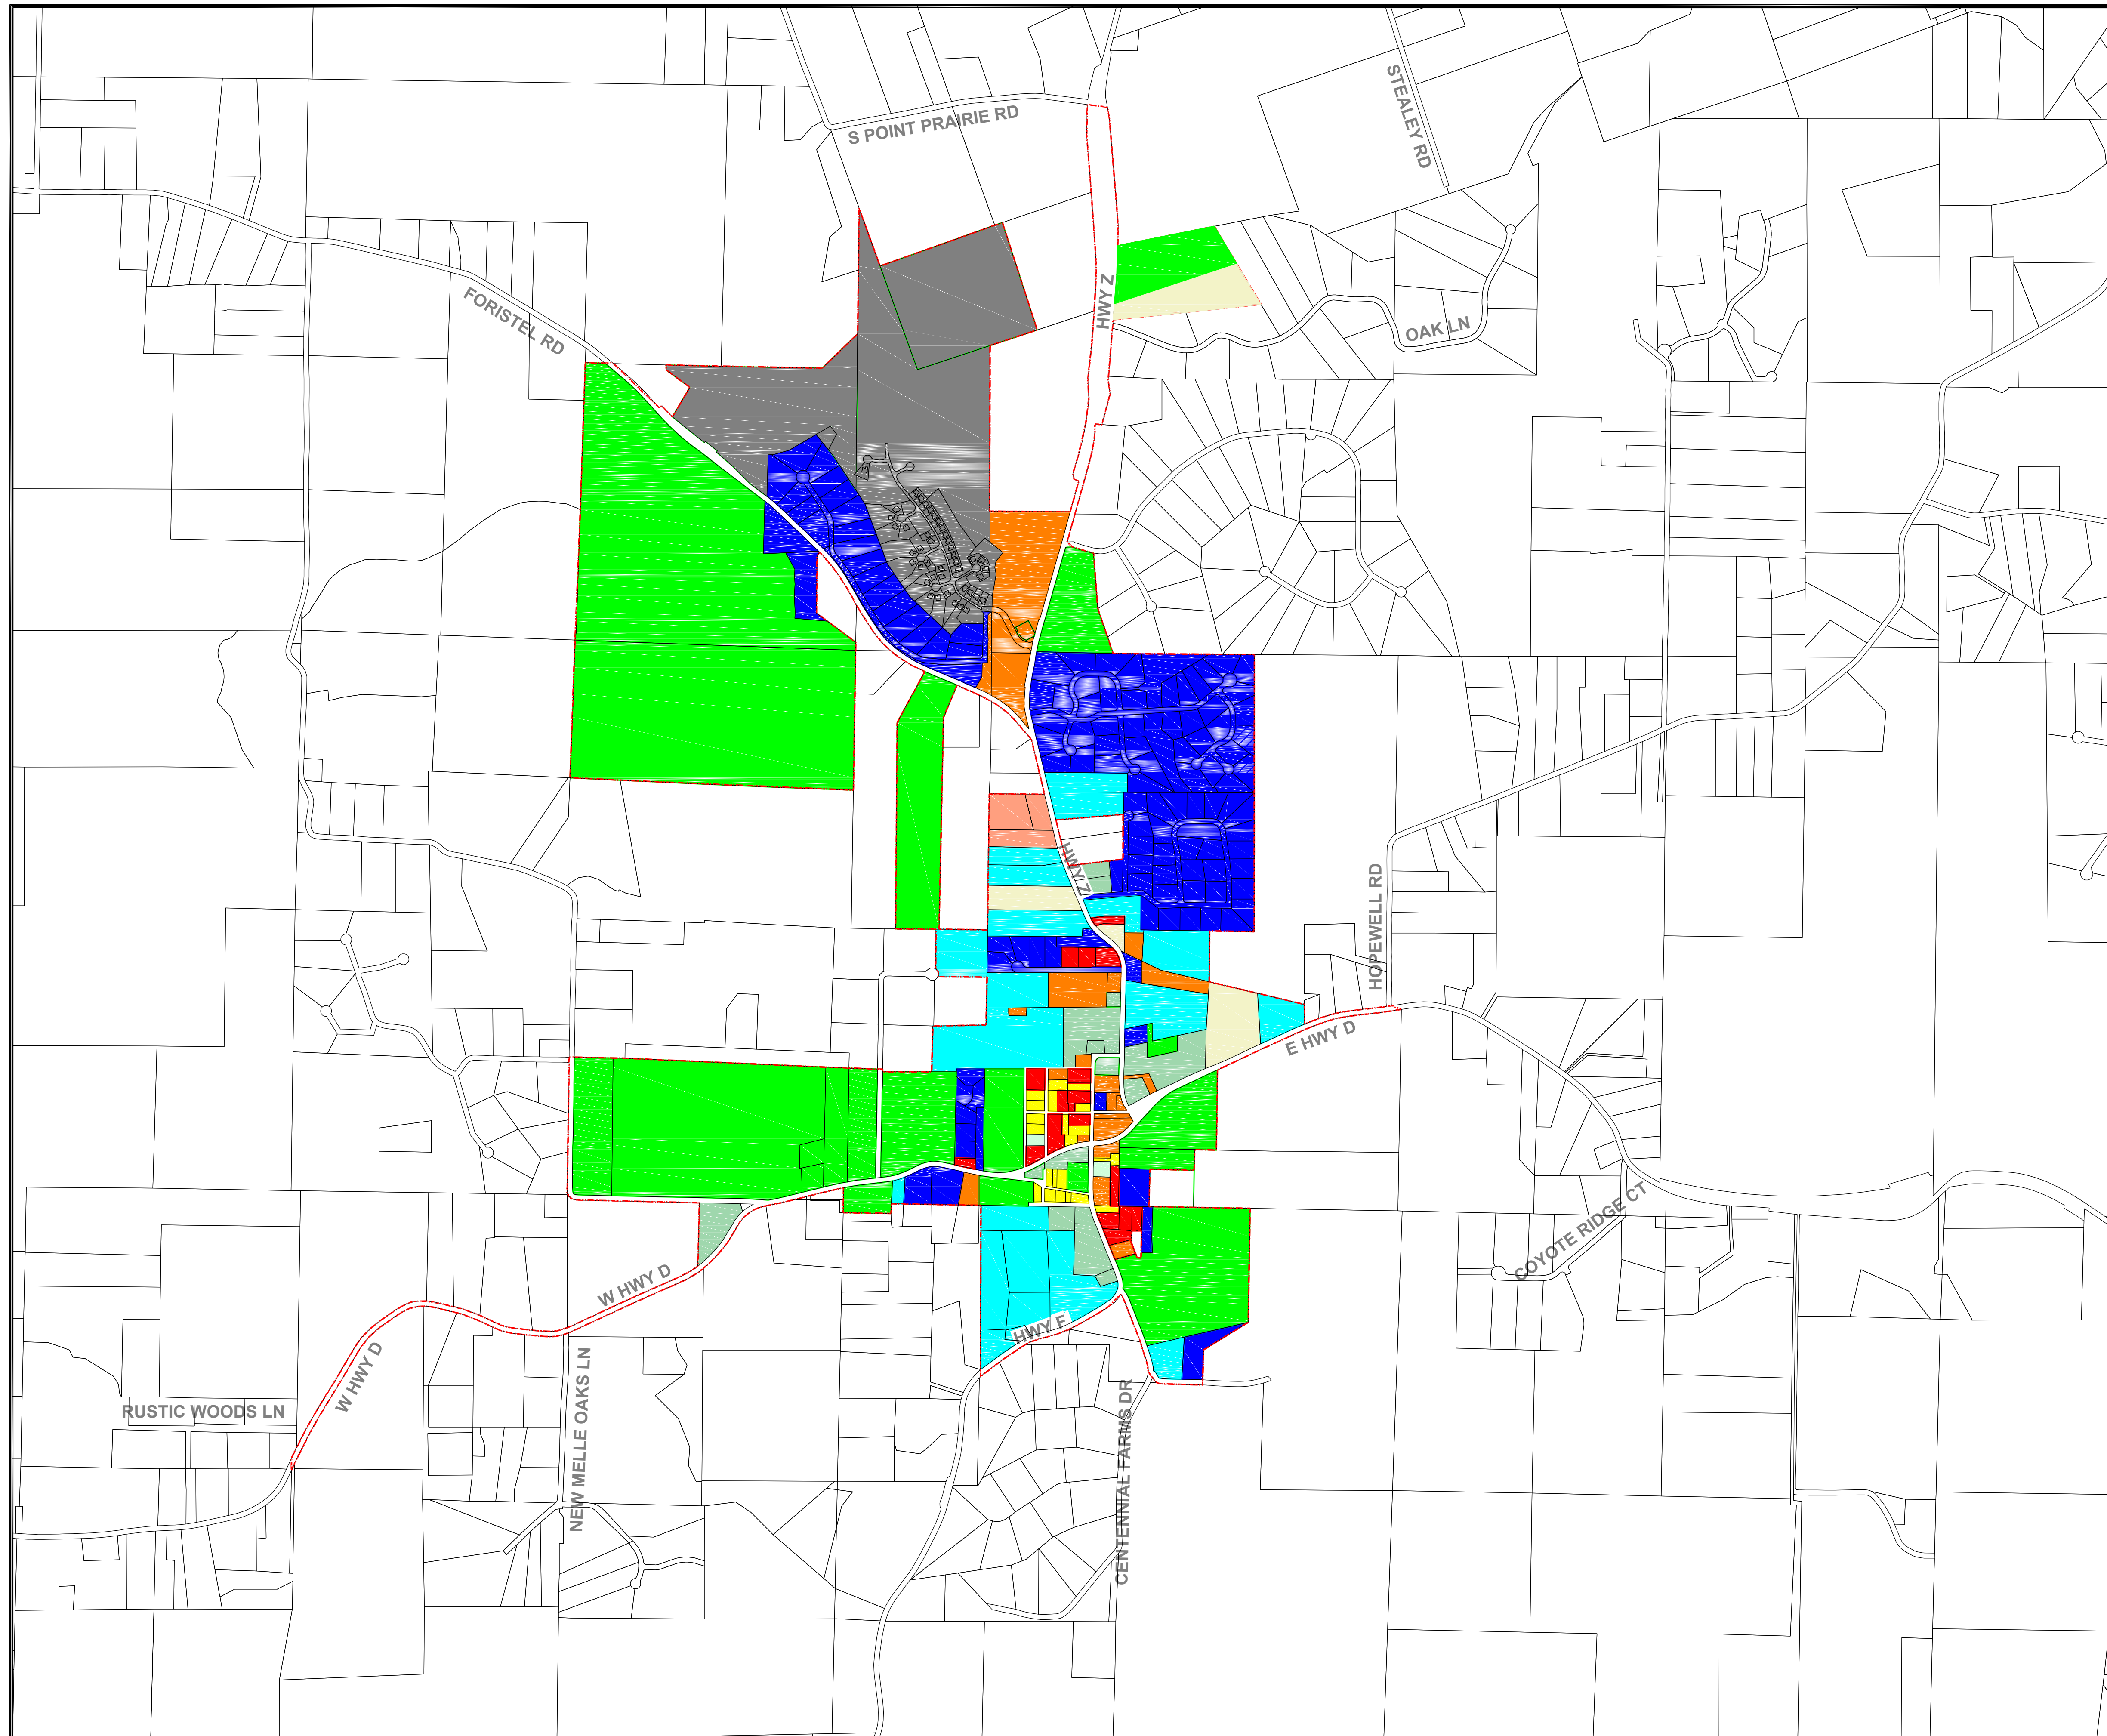 STEALEY RD
S POINT PRAIRIE RD
HWY Z
FORISTEL RD
OAK LN
HWY Z
HOPEWELL RD
E HWY D
COYOTE RIDGE CT
W HWY D
HWY F
W HWY D
NEW MELLE OAKS LN
CENTENNIAL FARMS DR
RUSTIC WOODS LN